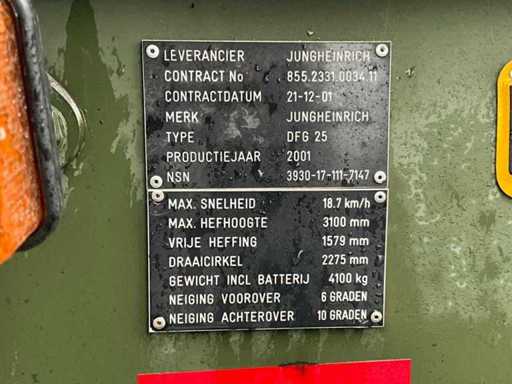 LEVERANCIER JUNGHEINRICH
CONTRACT No 855.2331.0034.11
CONTRACTDATUM 21-12-01
MERK JUNGHEINRICH
TYPE DFG 25
PRODUCTIEJAAR 2001
NSN 3930-17-111-7147
MAX. SNELHEID 18.7 km/h
MAX. HEFHOOGTE 3100 mm
VRIJE HEFFING 1579 mm
DRAAICIRKEL 2275 mm
GEWICHT INCL BATTERIJ 4100 kg
NEIGING VOOROVER 6 GRADEN
NEIGING ACHTEROVER 10 GRADEN